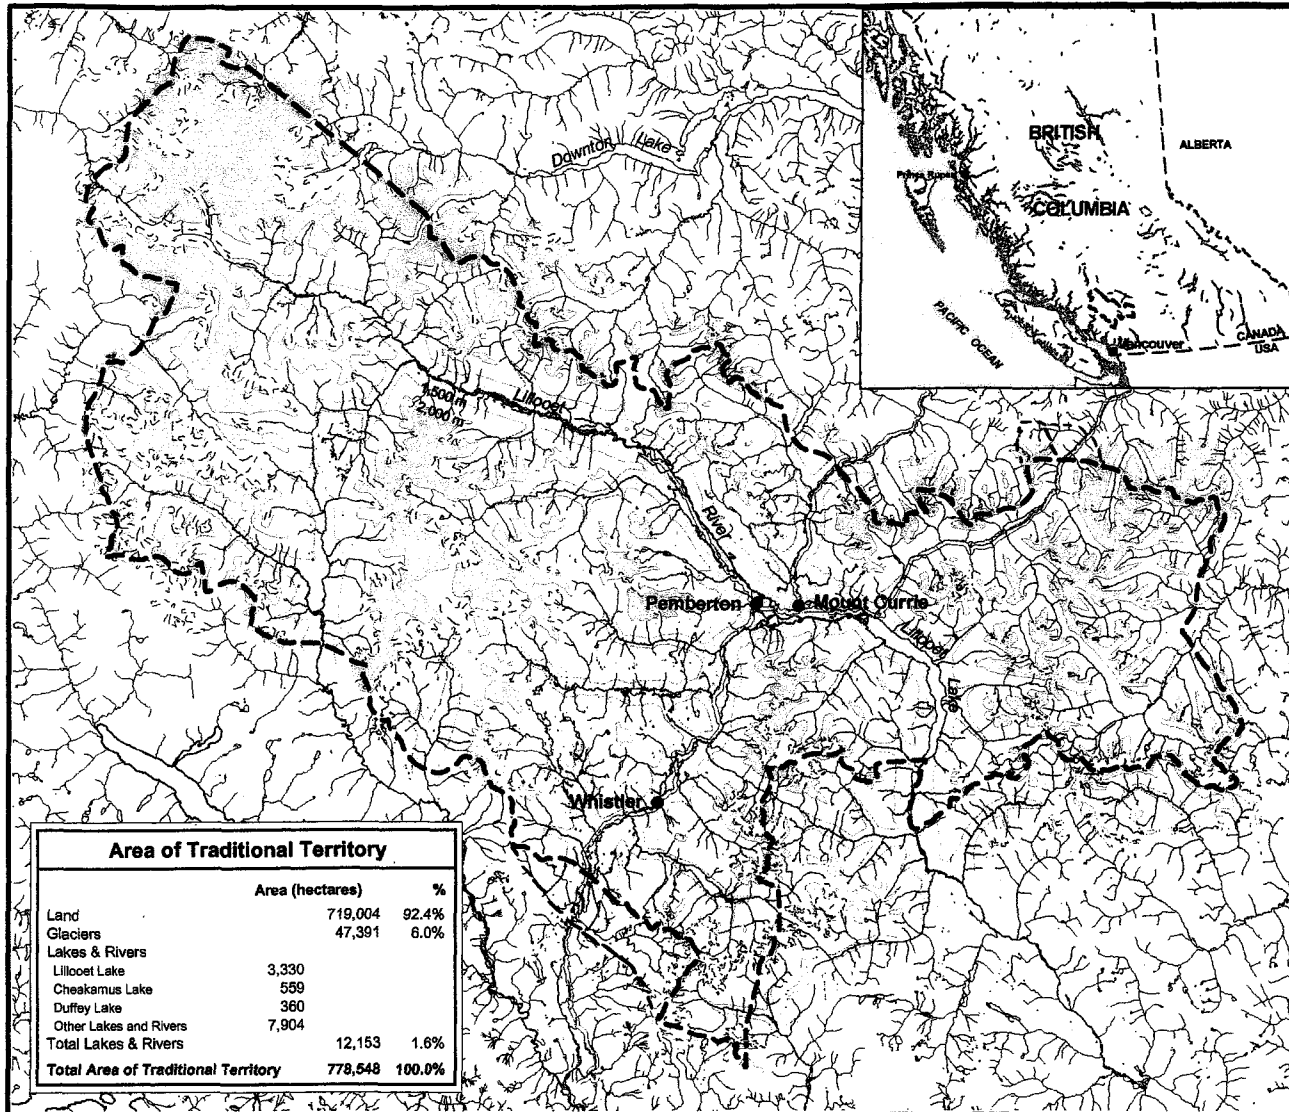 Downton Lake
BRITISH
COLUMBIA
ALBERTA
Prince Rupert
PACIFIC OCEAN
Vancouver
CANADA
USA
1,500 m
2,000 m
Lillooet
River
Pemberton
Mount Currie
Lillooet
Lake
Whistler
Area of Traditional Territory
Area (hectares) %
Land 719,004 92.4%
Glaciers 47,391 6.0%
Lakes & Rivers
Lillooet Lake 3,330
Cheakamus Lake 559
Duffey Lake 360
Other Lakes and Rivers 7,904
Total Lakes & Rivers 12,153 1.6%
Total Area of Traditional Territory 778,548 100.0%